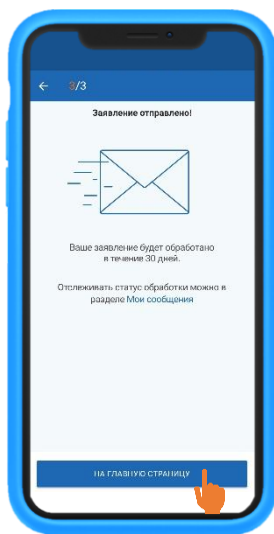 3/3
Заявление отправлено!
Ваше заявление будет обработано
в течение 30 дней.
Отслеживать статус обработки можно в
разделе Мои сообщения
НА ГЛАВНУЮ СТРАНИЦУ